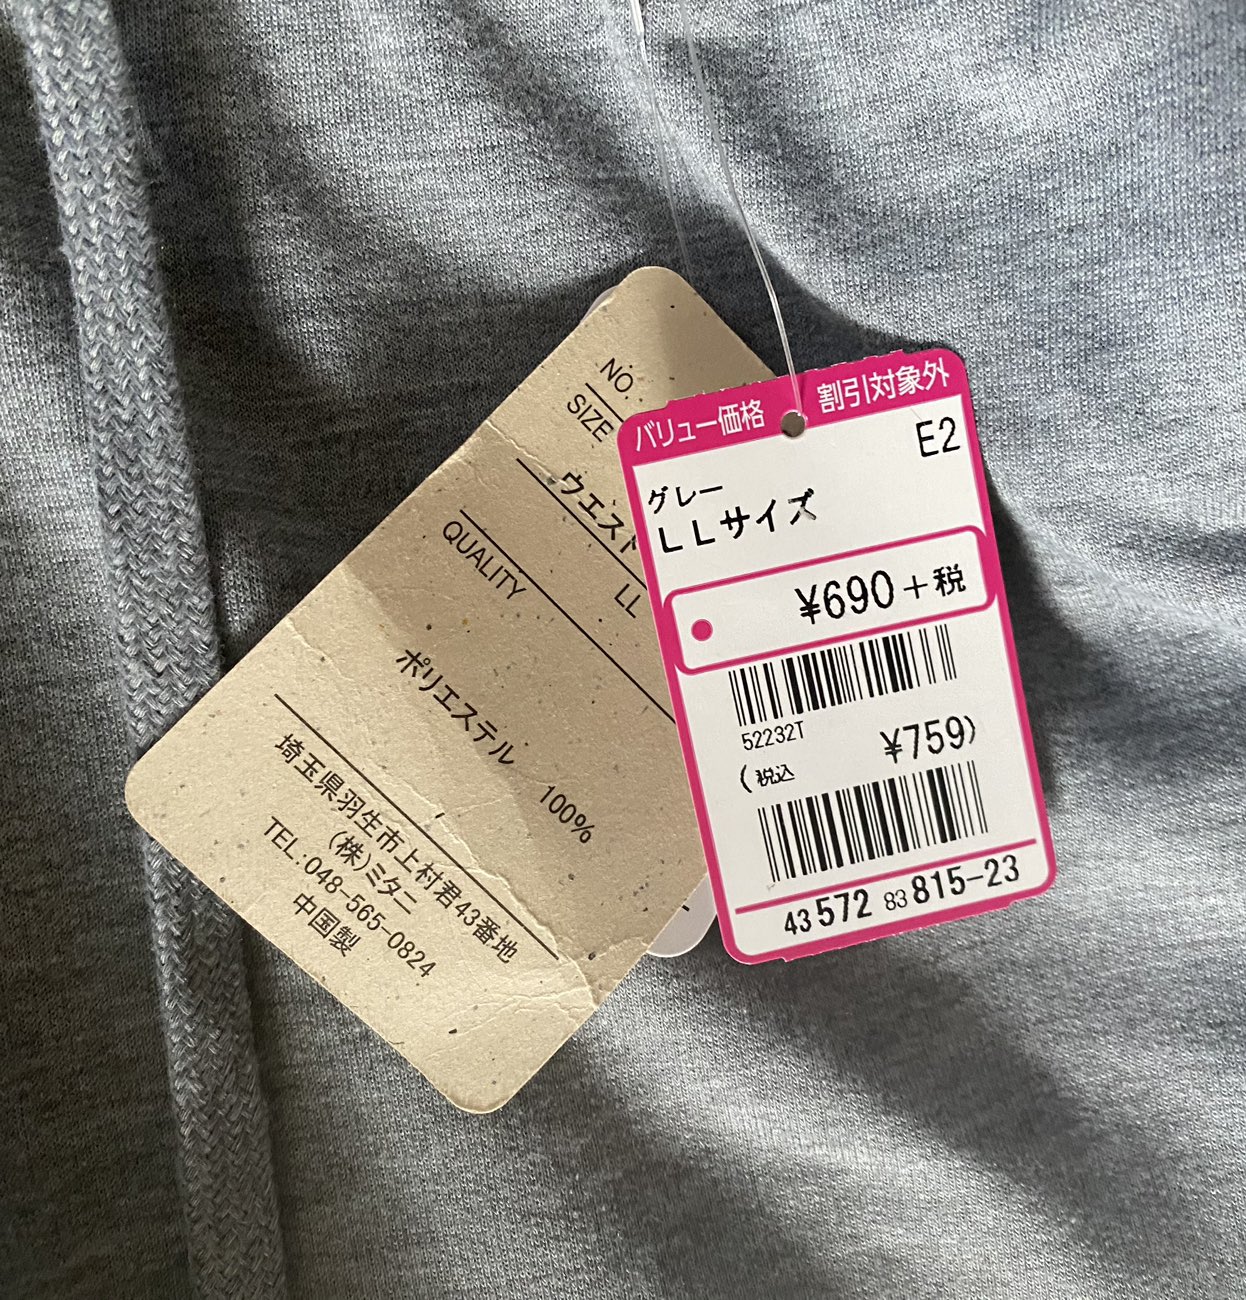 NO.
SIZE
ウエスト
LL
QUALITY
ポリエステル 100%
埼玉県羽生市上村君43番地
(株)ミタニ
TEL:048-565-0824
中国製
バリュー価格 割引対象外
E2
グレー
LLサイズ
¥690+税
52232T
(税込 ¥759)
43 572 83 815-23